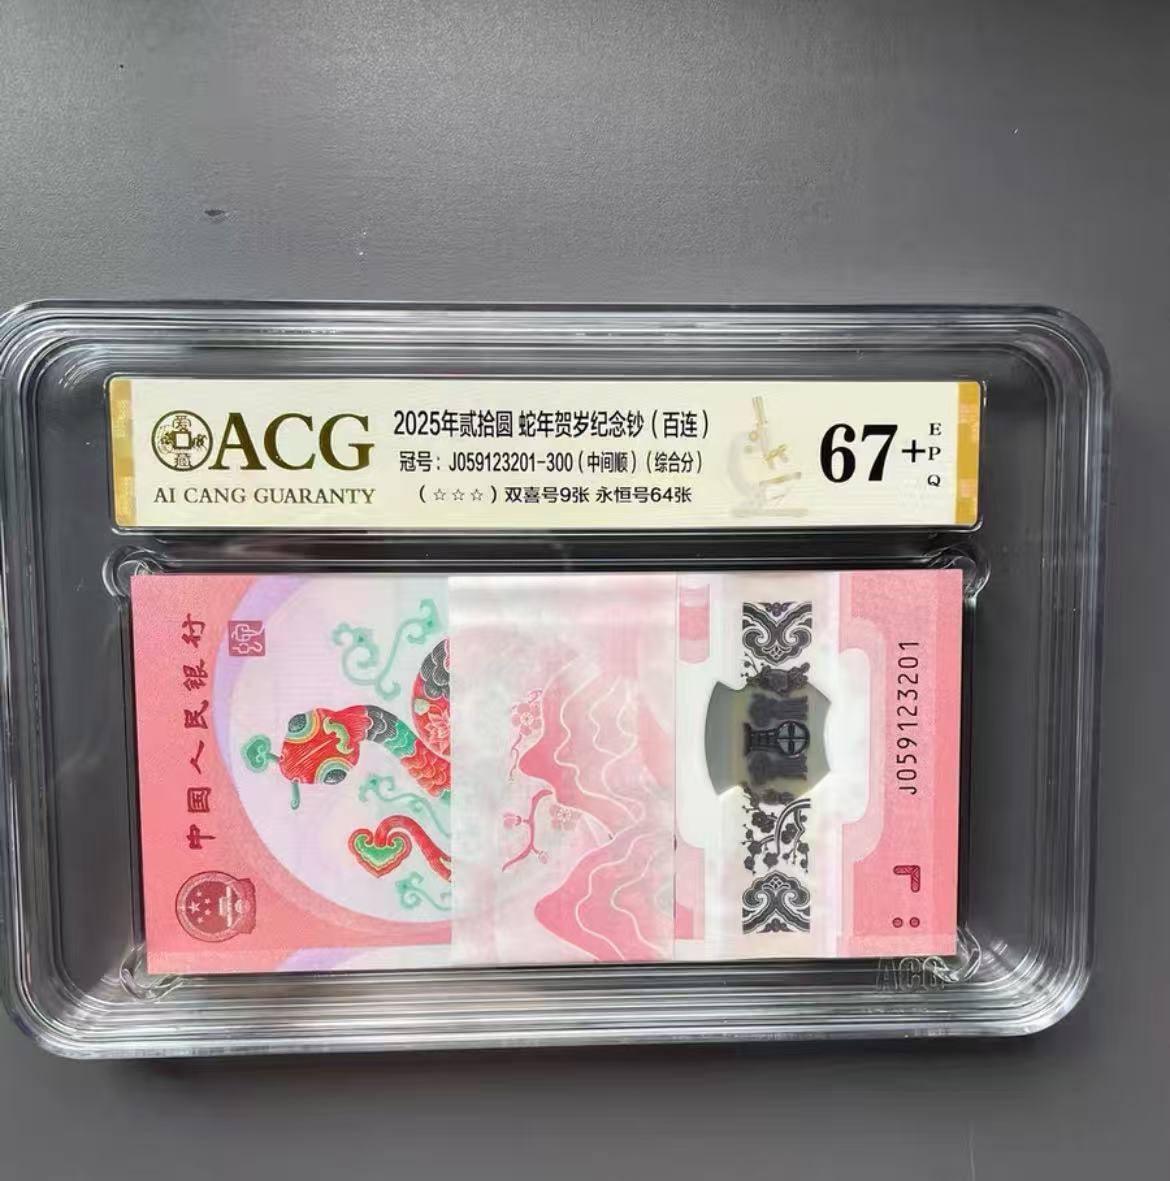 ACG
AI CANG GUARANTY
2025年贰拾圆 蛇年贺岁纪念钞（百连）
冠号：J059123201-300（中间顺）（综合分）
（☆☆☆）双喜号9张 永恒号64张
67+
EPQ
中国人民银行
J059123201
ACG